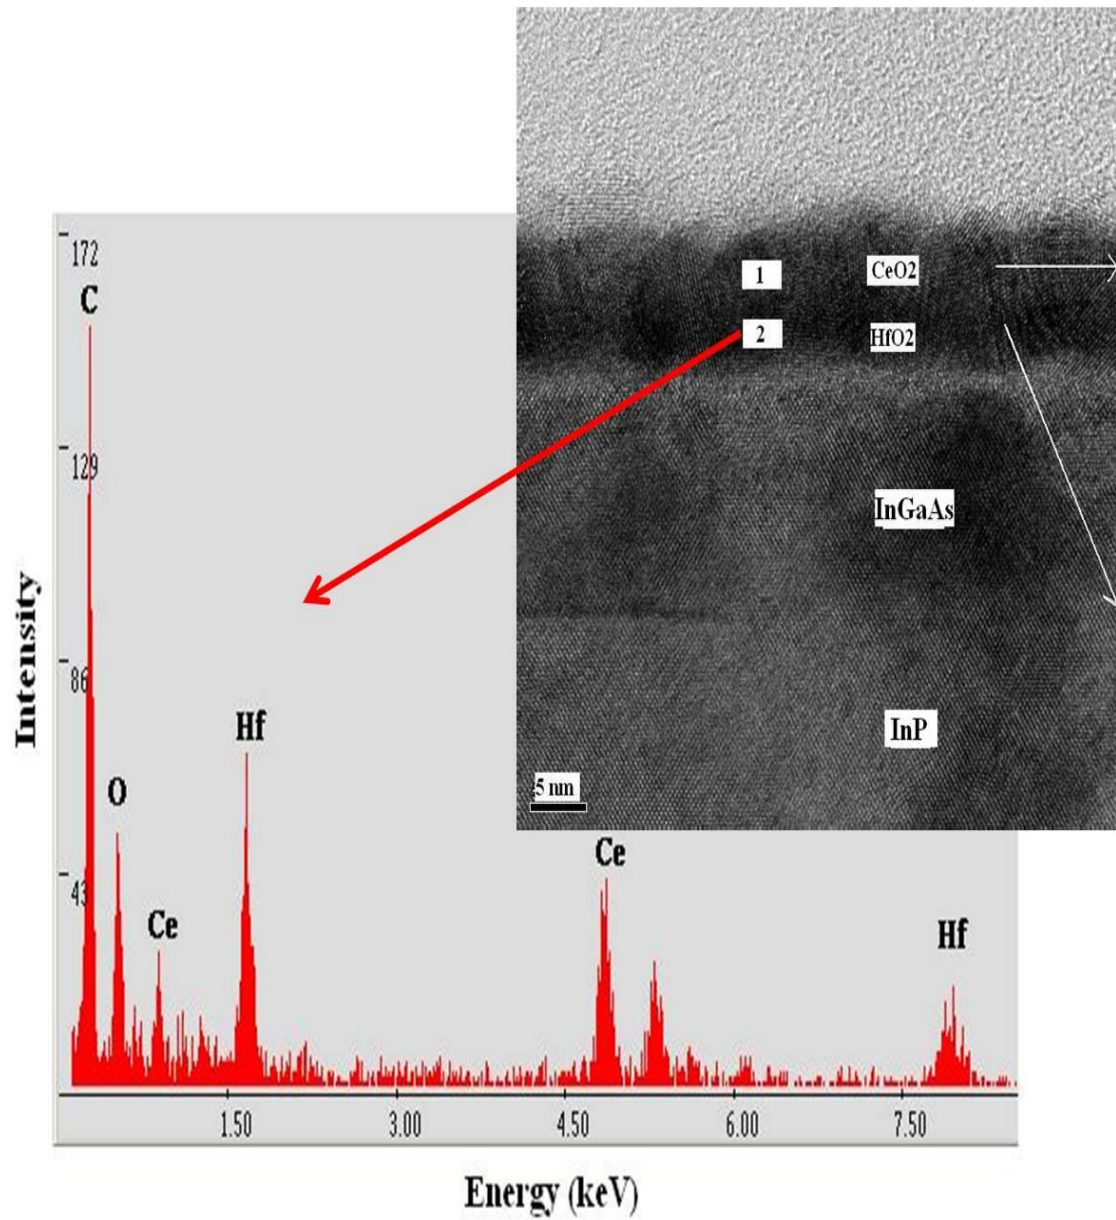 172
C
129
86
Hf
O
43
Ce
Ce
Hf
1.50 3.00 4.50 6.00 7.50
Intensity
Energy (keV)
1 CeO2
2 HfO2
InGaAs
InP
5 nm